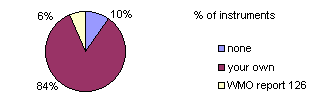 6%
10%
84%
% of instruments
none
your own
WMO report 126